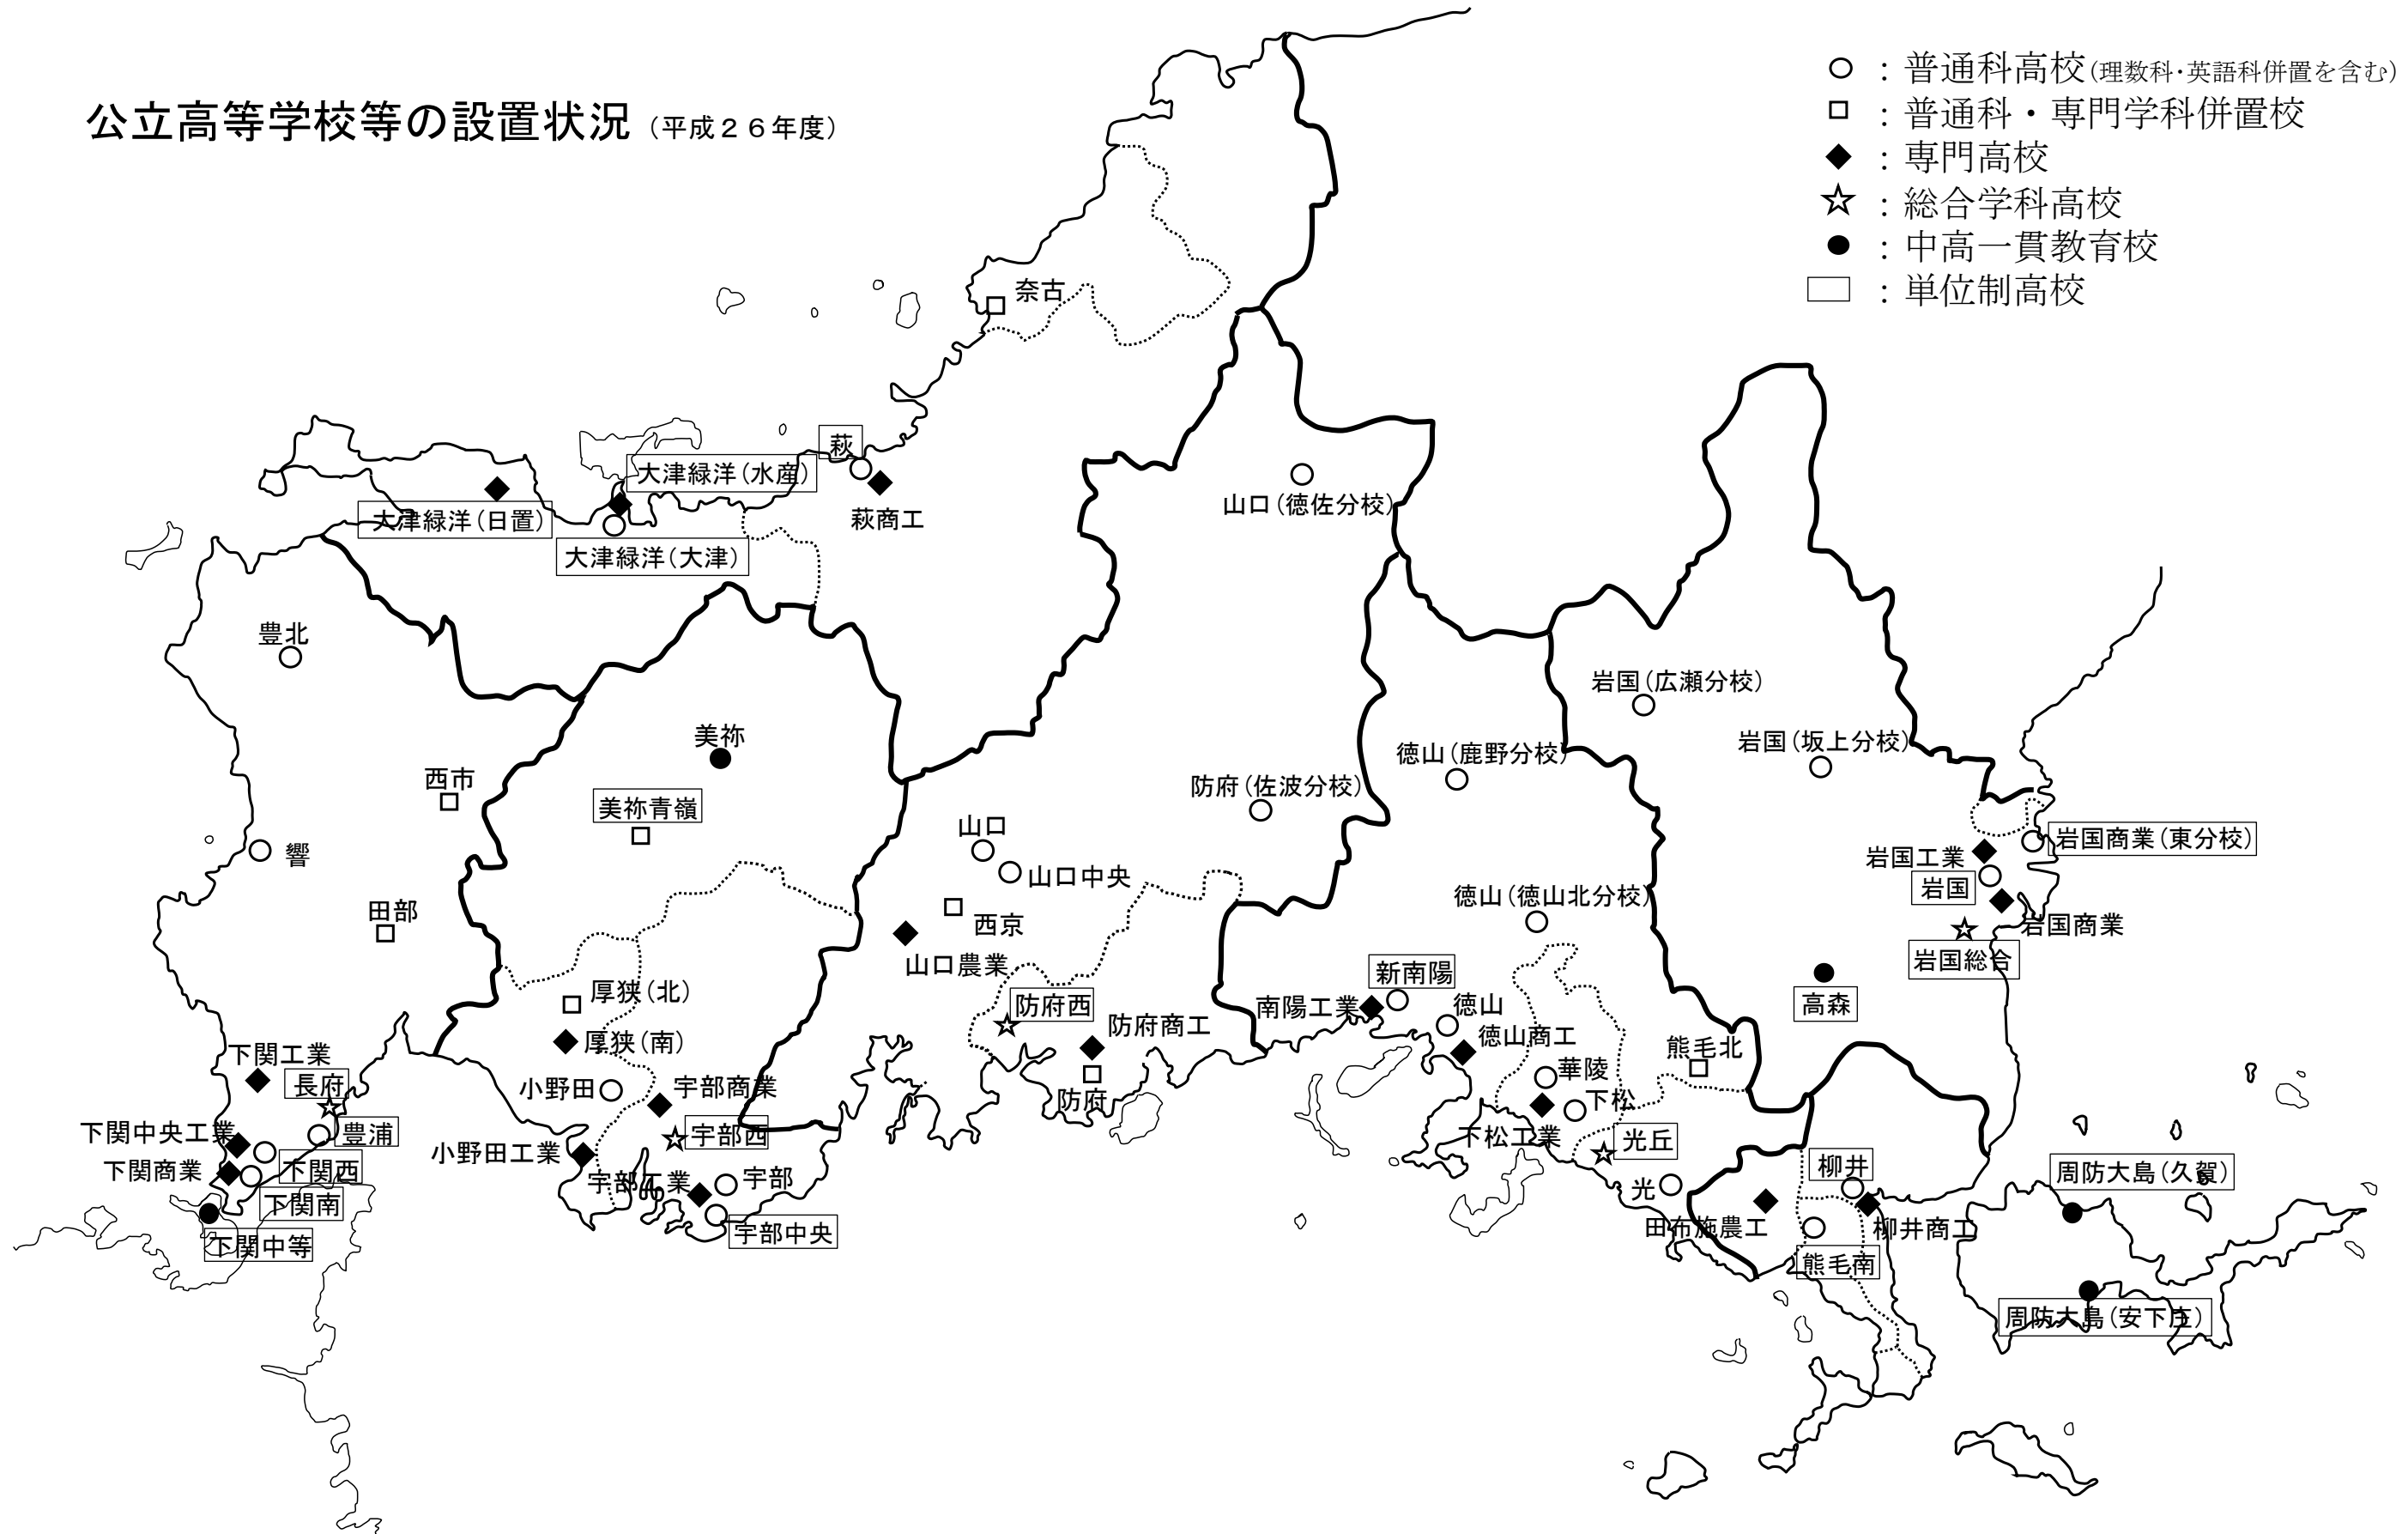 公立高等学校等の設置状況（平成２６年度）
○：普通科高校（理数科・英語科併置を含む）
□：普通科・専門学科併置校
◆：専門高校
☆：総合学科高校
●：中高一貫教育校
：単位制高校
奈古
萩
大津緑洋（水産）
萩商工
山口（徳佐分校）
大津緑洋（日置）
大津緑洋（大津）
豊北
岩国（広瀬分校）
美祢
岩国（坂上分校）
徳山（鹿野分校）
西市
防府（佐波分校）
美祢青嶺
山口
岩国商業（東分校）
響
岩国工業
山口中央
岩国
徳山（徳山北分校）
田部
西京
岩国商業
岩国総合
山口農業
新南陽
厚狭（北）
防府西
南陽工業
徳山
高森
防府商工
徳山商工
厚狭（南）
熊毛北
下関工業
華陵
長府
小野田
宇部商業
防府
下松
下関中央工業
豊浦
宇部西
下松工業
光丘
小野田工業
柳井
下関商業
下関西
周防大島（久賀）
宇部工業
宇部
光
下関南
田布施農工
柳井商工
宇部中央
下関中等
熊毛南
周防大島（安下庄）